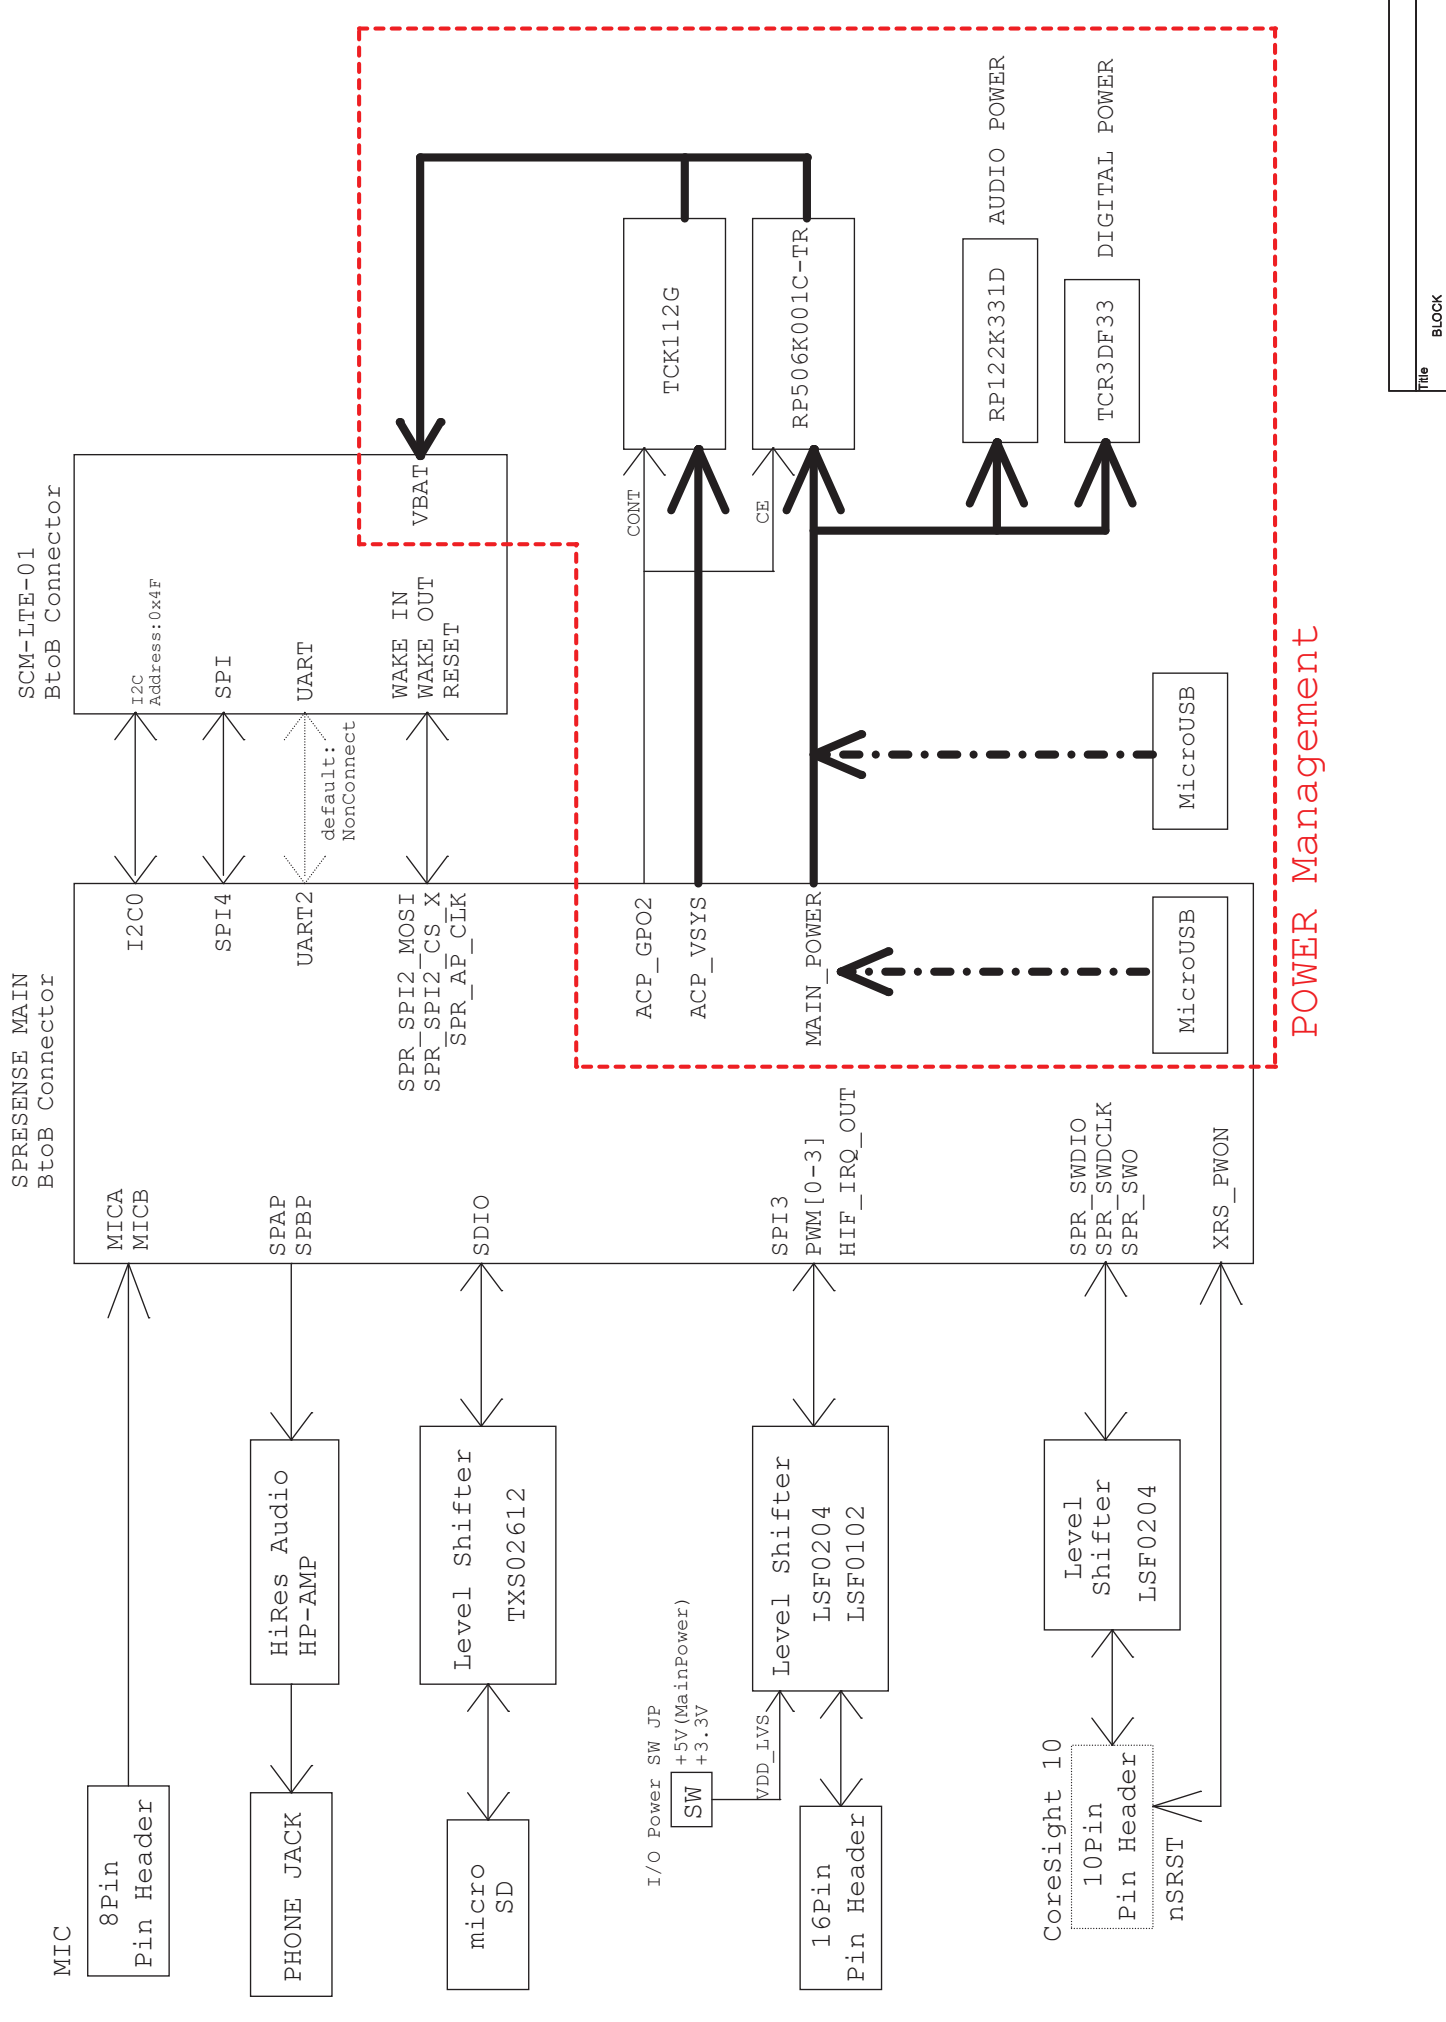 MIC
8Pin
Pin Header
PHONE JACK
HiRes Audio
HP-AMP
micro
SD
Level Shifter
TXS02612
I/O Power SW JP
SW
+5V(MainPower)
+3.3V
VDD_LVS
16Pin
Pin Header
Level Shifter
LSF0204
LSF0102
CoreSight 10
10Pin
Pin Header
nSRST
Level
Shifter
LSF0204
SPRESENSE MAIN
BtoB Connector
MICA
MICB
SPAP
SPBP
SDIO
SPI3
PWM[0-3]
HIF_IRQ_OUT
SPR_SWDIO
SPR_SWDCLK
SPR_SWO
XRS_PWON
I2C0
SPI4
UART2
SPR_SPI2_MOSI
SPR_SPI2_CS_X
SPR_AP_CLK
ACP_GPO2
ACP_VSYS
MAIN_POWER
MicroUSB
default:
NonConnect
MicroUSB
SCM-LTE-01
BtoB Connector
I2C
Address:0x4F
SPI
UART
WAKE IN
WAKE OUT
RESET
VBAT
CONT
CE
TCK112G
RP506K001C-TR
RP122K331D
AUDIO POWER
TCR3DF33
DIGITAL POWER
POWER Management
Title
BLOCK